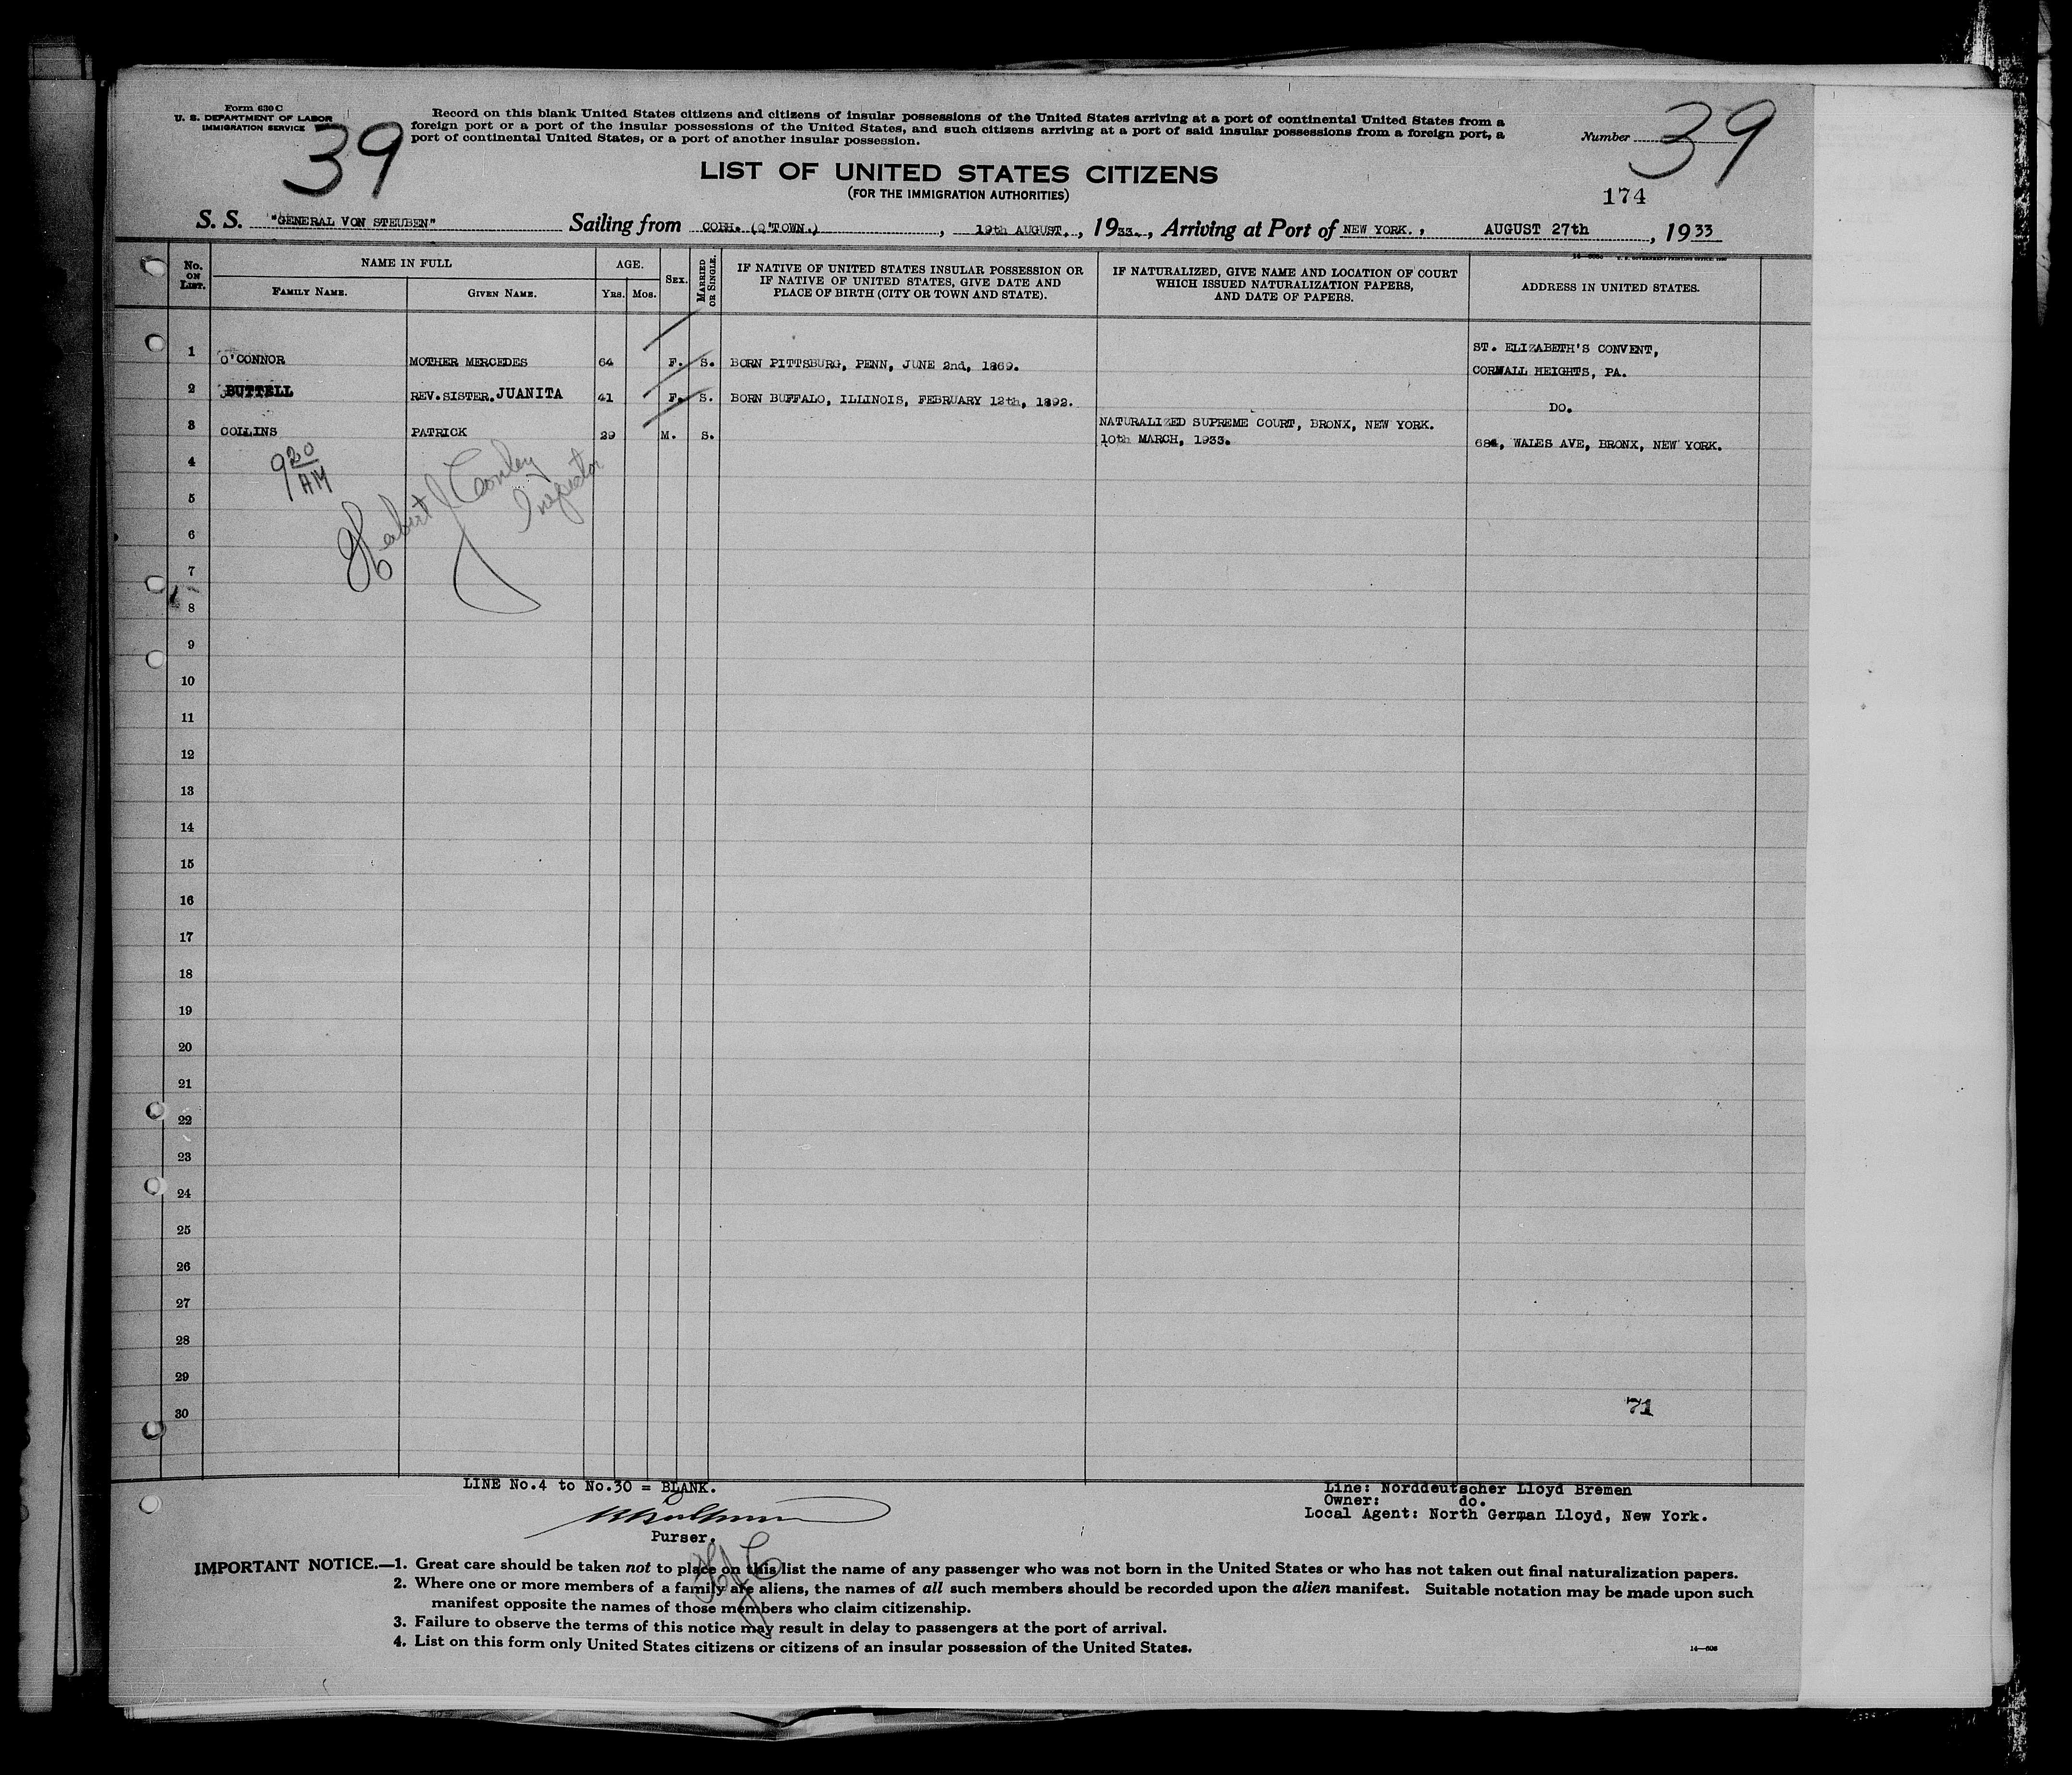 Form 630 C
U. S. DEPARTMENT OF LABOR
IMMIGRATION SERVICE
39
Record on this blank United States citizens and citizens of insular possessions of the United States arriving at a port of continental United States from a
foreign port or a port of the insular possessions of the United States, and such citizens arriving at a port of said insular possessions from a foreign port, a
port of continental United States, or a port of another insular possession.
Number 39
LIST OF UNITED STATES CITIZENS
(FOR THE IMMIGRATION AUTHORITIES)
174
S. S. "GENERAL VON STEUBEN" Sailing from COBH. (Q'TOWN.), 19th AUGUST., 1933., Arriving at Port of NEW YORK., AUGUST 27th, 1933
No. ON LIST. NAME IN FULL FAMILY NAME. GIVEN NAME. AGE. YRS. MOS. SEX. MARRIED OR SINGLE. IF NATIVE OF UNITED STATES INSULAR POSSESSION OR IF NATIVE OF UNITED STATES, GIVE DATE AND PLACE OF BIRTH (CITY OR TOWN AND STATE). IF NATURALIZED, GIVE NAME AND LOCATION OF COURT WHICH ISSUED NATURALIZATION PAPERS, AND DATE OF PAPERS. ADDRESS IN UNITED STATES.
1 O'CONNOR MOTHER MERCEDES 64 F. S. BORN PITTSBURG, PENN, JUNE 2nd, 1869. ST. ELIZABETH'S CONVENT, CORNWALL HEIGHTS, PA.
2 BUTTELL REV.SISTER.JUANITA 41 F. S. BORN BUFFALO, ILLINOIS, FEBRUARY 12th, 1892. DO.
3 COLLINS PATRICK 29 M. S. NATURALIZED SUPREME COURT, BRONX, NEW YORK. 10th MARCH, 1933. WALES AVE, BRONX, NEW YORK.
4
9 30 AM
Inspector
5
6
7
8
9
10
11
12
13
14
15
16
17
18
19
20
21
22
23
24
25
26
27
28
29
30
71
LINE No.4 to No.30 = BLANK.
Purser.
Line: Norddeutscher Lloyd Bremen
Owner: do.
Local Agent: North German Lloyd, New York.
IMPORTANT NOTICE.—1. Great care should be taken not to place on this list the name of any passenger who was not born in the United States or who has not taken out final naturalization papers.
2. Where one or more members of a family are aliens, the names of all such members should be recorded upon the alien manifest. Suitable notation may be made upon such
manifest opposite the names of those members who claim citizenship.
3. Failure to observe the terms of this notice may result in delay to passengers at the port of arrival.
4. List on this form only United States citizens or citizens of an insular possession of the United States.